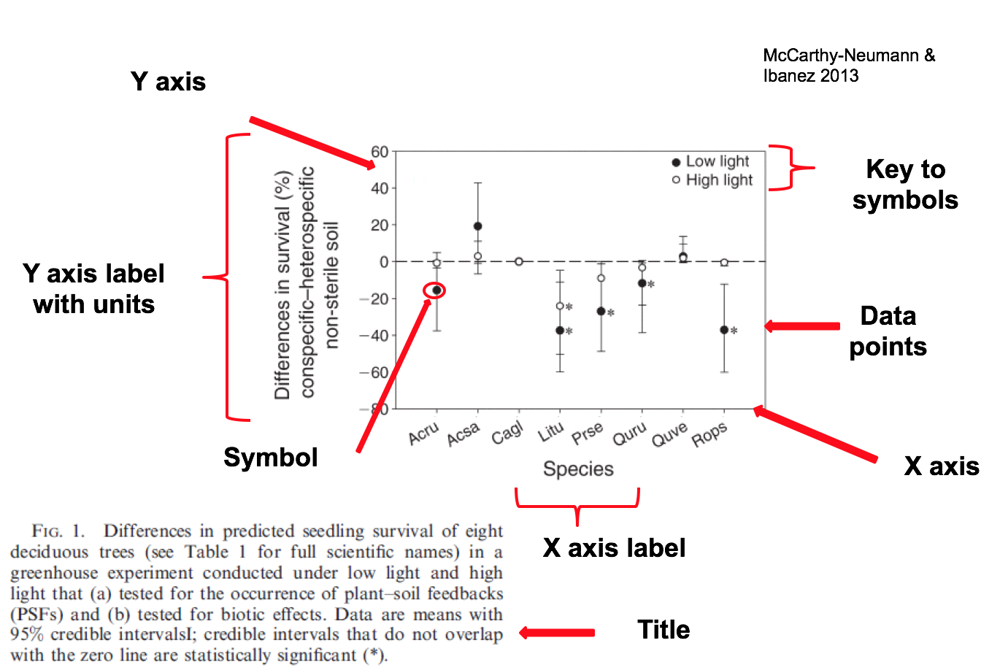 McCarthy-Neumann &
Ibanez 2013
Y axis
Y axis label
with units
Differences in survival (%)
conspecific–heterospecific
non-sterile soil
60
40
20
0
−20
−40
−60
−80
Low light
High light
Key to
symbols
*
*
*
*
*
Data
points
Acru
Acsa
Cagl
Litu
Prse
Quru
Quve
Rops
Species
Symbol
X axis
X axis label
FIG. 1. Differences in predicted seedling survival of eight
deciduous trees (see Table 1 for full scientific names) in a
greenhouse experiment conducted under low light and high
light that (a) tested for the occurrence of plant–soil feedbacks
(PSFs) and (b) tested for biotic effects. Data are means with
95% credible intervalsI; credible intervals that do not overlap
with the zero line are statistically significant (*).
Title